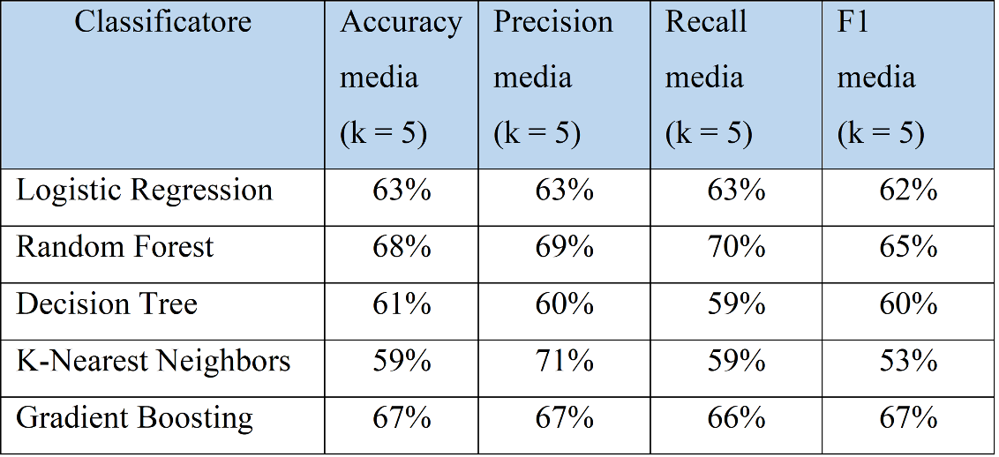 Classificatore
Accuracy
media
(k = 5)
Precision
media
(k = 5)
Recall
media
(k = 5)
F1
media
(k = 5)
Logistic Regression 63% 63% 63% 62%
Random Forest 68% 69% 70% 65%
Decision Tree 61% 60% 59% 60%
K-Nearest Neighbors 59% 71% 59% 53%
Gradient Boosting 67% 67% 66% 67%